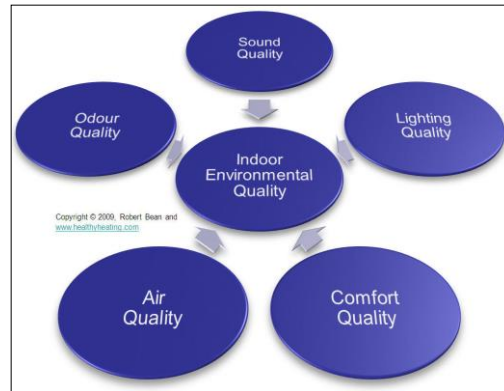 Sound
Quality
Odour
Quality
Lighting
Quality
Indoor
Environmental
Quality
Copyright © 2009, Robert Bean and
www.healthyheating.com
Air
Quality
Comfort
Quality